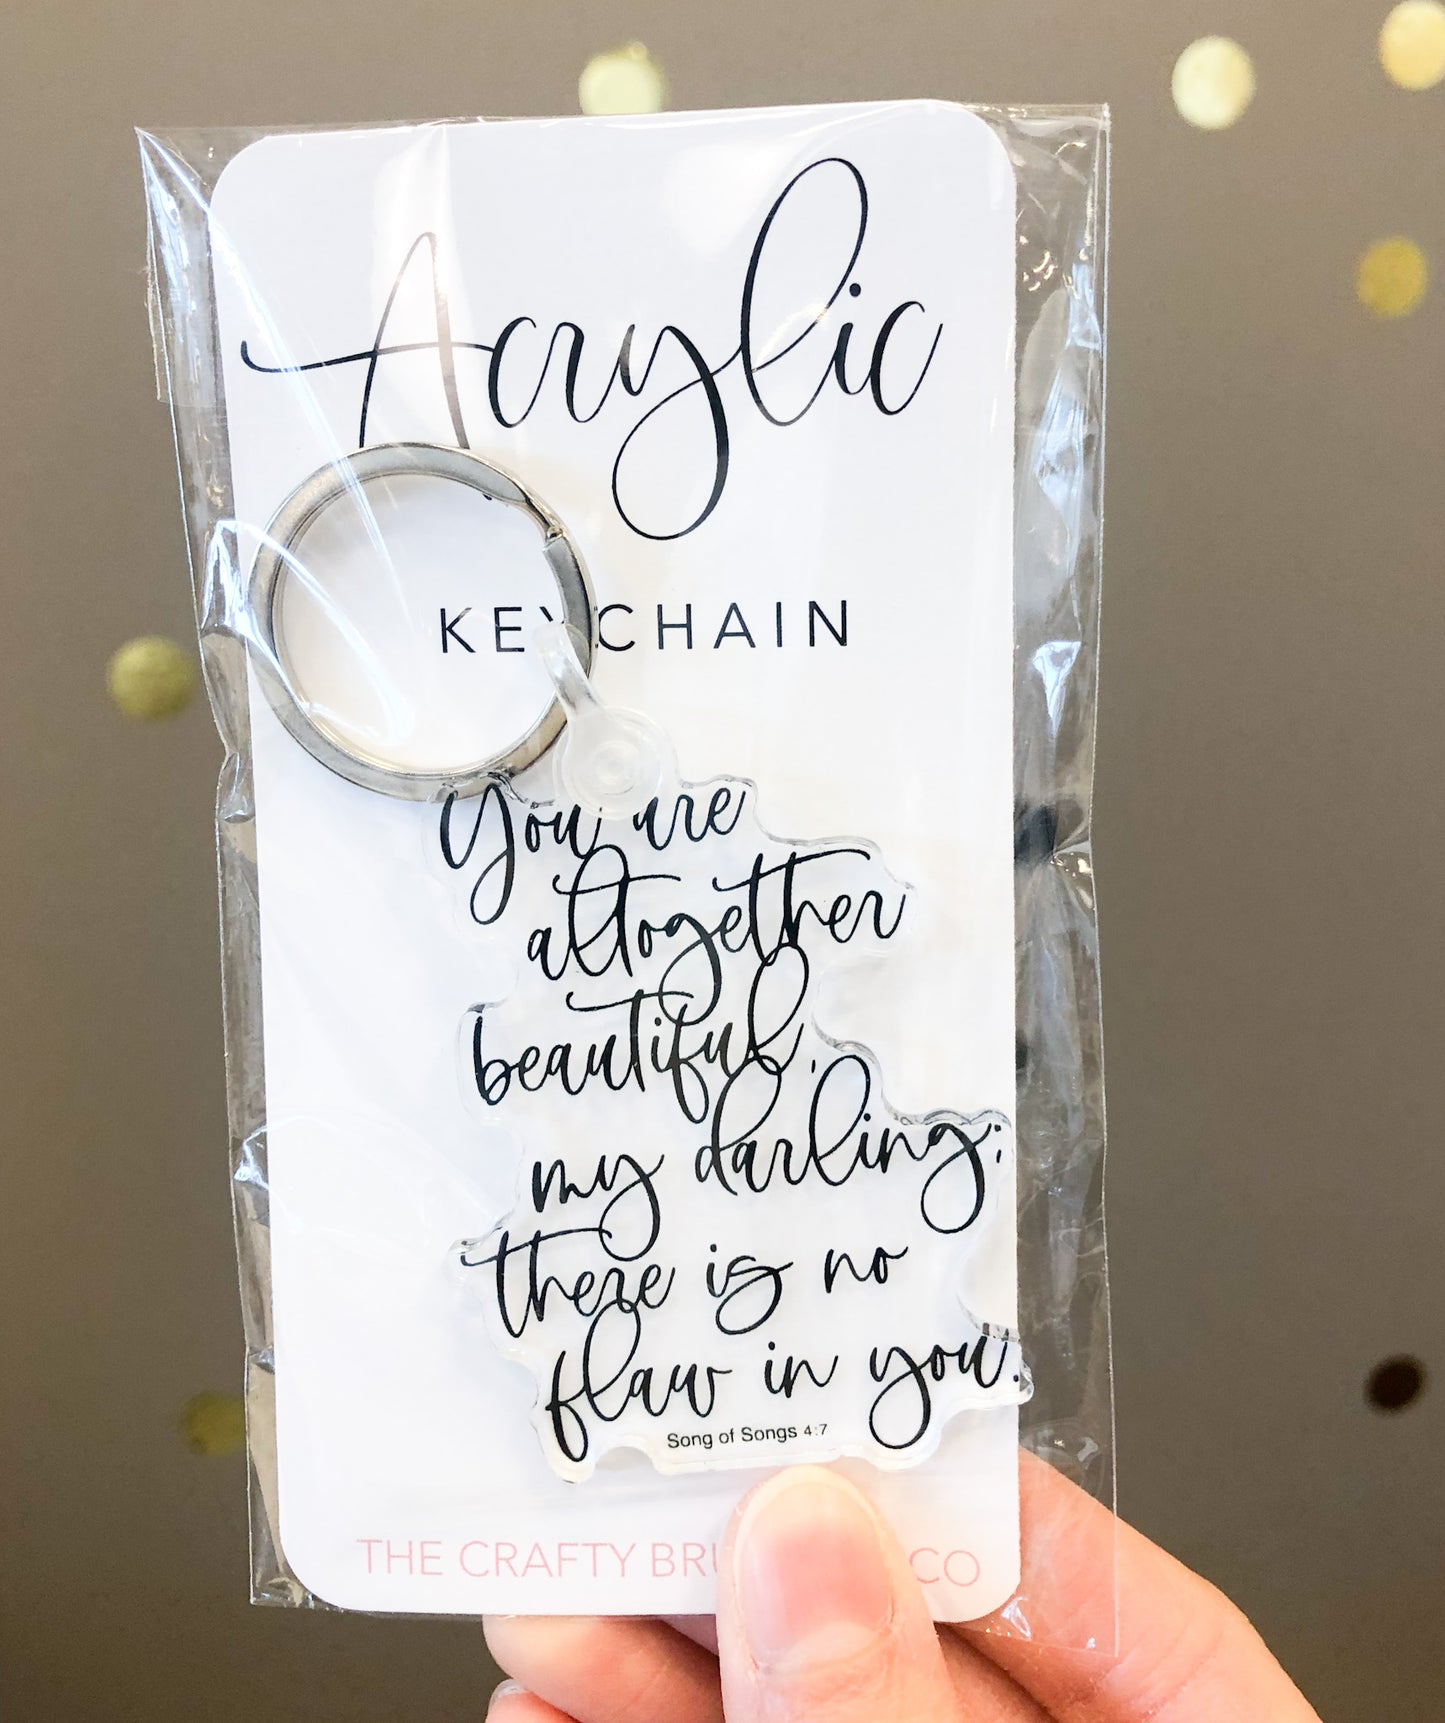 Acrylic
KEYCHAIN
You are
altogether
beautiful,
my darling;
there is no
flaw in you.
Song of Songs 4:7
THE CRAFTY CO